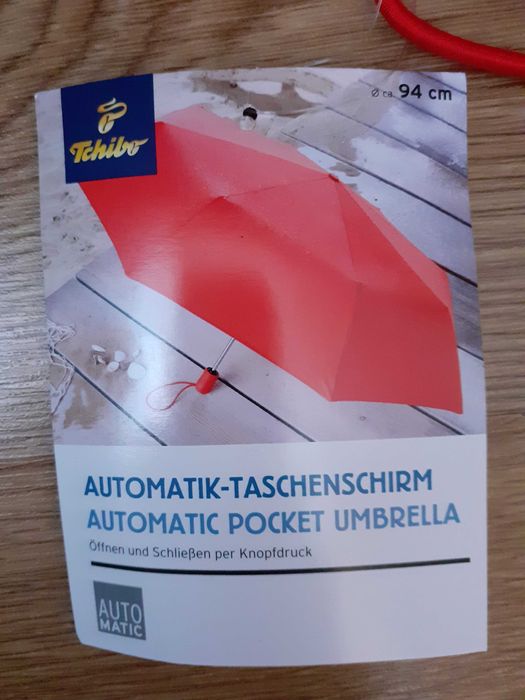 Tchibo
Ø ca. 94 cm
AUTOMATIK-TASCHENSCHIRM
AUTOMATIC POCKET UMBRELLA
Öffnen und Schließen per Knopfdruck
AUTO
MATIC